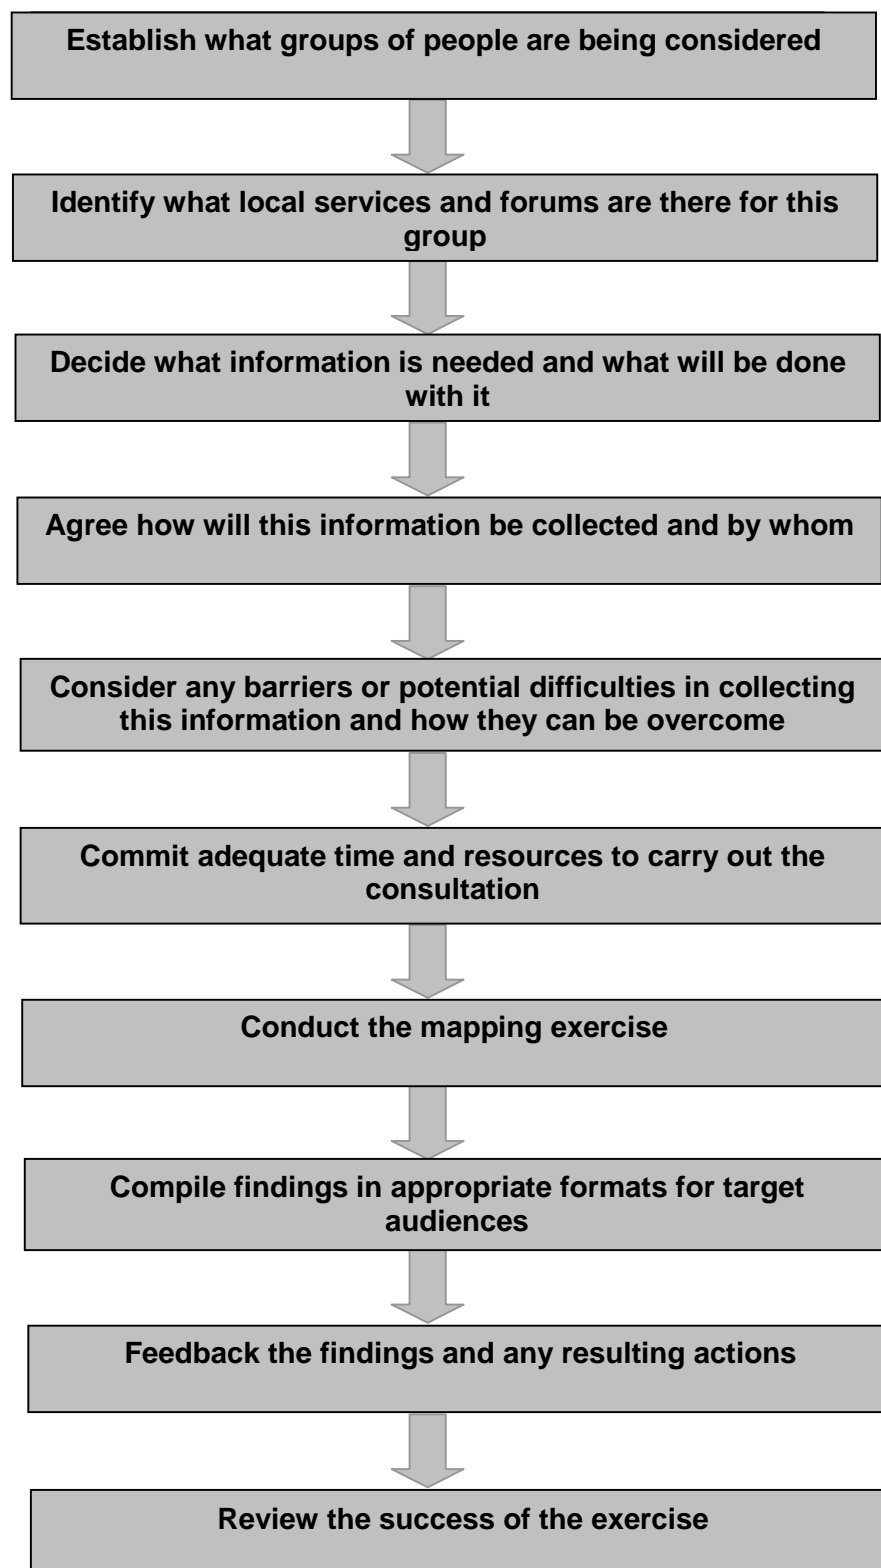 Establish what groups of people are being considered
Identify what local services and forums are there for this
group
Decide what information is needed and what will be done
with it
Agree how will this information be collected and by whom
Consider any barriers or potential difficulties in collecting
this information and how they can be overcome
Commit adequate time and resources to carry out the
consultation
Conduct the mapping exercise
Compile findings in appropriate formats for target
audiences
Feedback the findings and any resulting actions
Review the success of the exercise